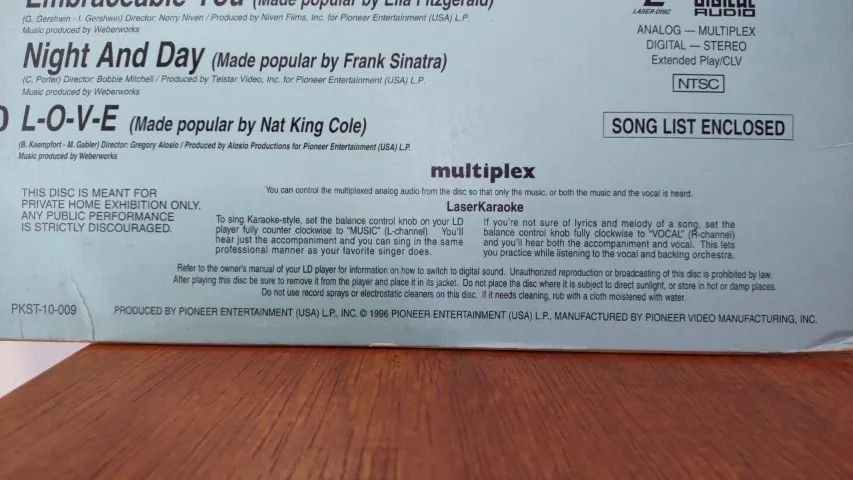 Embraceable You (Made popular by Ella Fitzgerald)
(G. Gershwin - I. Gershwin) Director: Norry Niven / Produced by Niven Films, Inc. for Pioneer Entertainment (USA) L.P.
Music produced by Weberworks
Night And Day (Made popular by Frank Sinatra)
(C. Porter) Director: Bobbie Mitchell / Produced by Telstar Video, Inc. for Pioneer Entertainment (USA) L.P.
Music produced by Weberworks
L-O-V-E (Made popular by Nat King Cole)
(B. Kaempfort - M. Gabler) Director: Gregory Alosio / Produced by Alosio Productions for Pioneer Entertainment (USA) L.P.
Music produced by Weberworks
LASER DISC
DIGITAL AUDIO
ANALOG — MULTIPLEX
DIGITAL — STEREO
Extended Play/CLV
NTSC
SONG LIST ENCLOSED
multiplex
You can control the multiplexed analog audio from the disc so that only the music, or both the music and the vocal is heard.
LaserKaraoke
THIS DISC IS MEANT FOR
PRIVATE HOME EXHIBITION ONLY.
ANY PUBLIC PERFORMANCE
IS STRICTLY DISCOURAGED.
To sing Karaoke-style, set the balance control knob on your LD
player fully counter clockwise to "MUSIC" (L-channel). You'll
hear just the accompaniment and you can sing in the same
professional manner as your favorite singer does.
If you're not sure of lyrics and melody of a song, set the
balance control knob fully clockwise to "VOCAL" (R-channel)
and you'll hear both the accompaniment and vocal. This lets
you practice while listening to the vocal and backing orchestra.
Refer to the owner's manual of your LD player for information on how to switch to digital sound. Unauthorized reproduction or broadcasting of this disc is prohibited by law.
After playing this disc be sure to remove it from the player and place it in its jacket. Do not place the disc where it is subject to direct sunlight, or store in hot or damp places.
Do not use record sprays or electrostatic cleaners on this disc. If it needs cleaning, rub with a cloth moistened with water.
PKST-10-009
PRODUCED BY PIONEER ENTERTAINMENT (USA) L.P., INC. © 1996 PIONEER ENTERTAINMENT (USA) L.P., MANUFACTURED BY PIONEER VIDEO MANUFACTURING, INC.